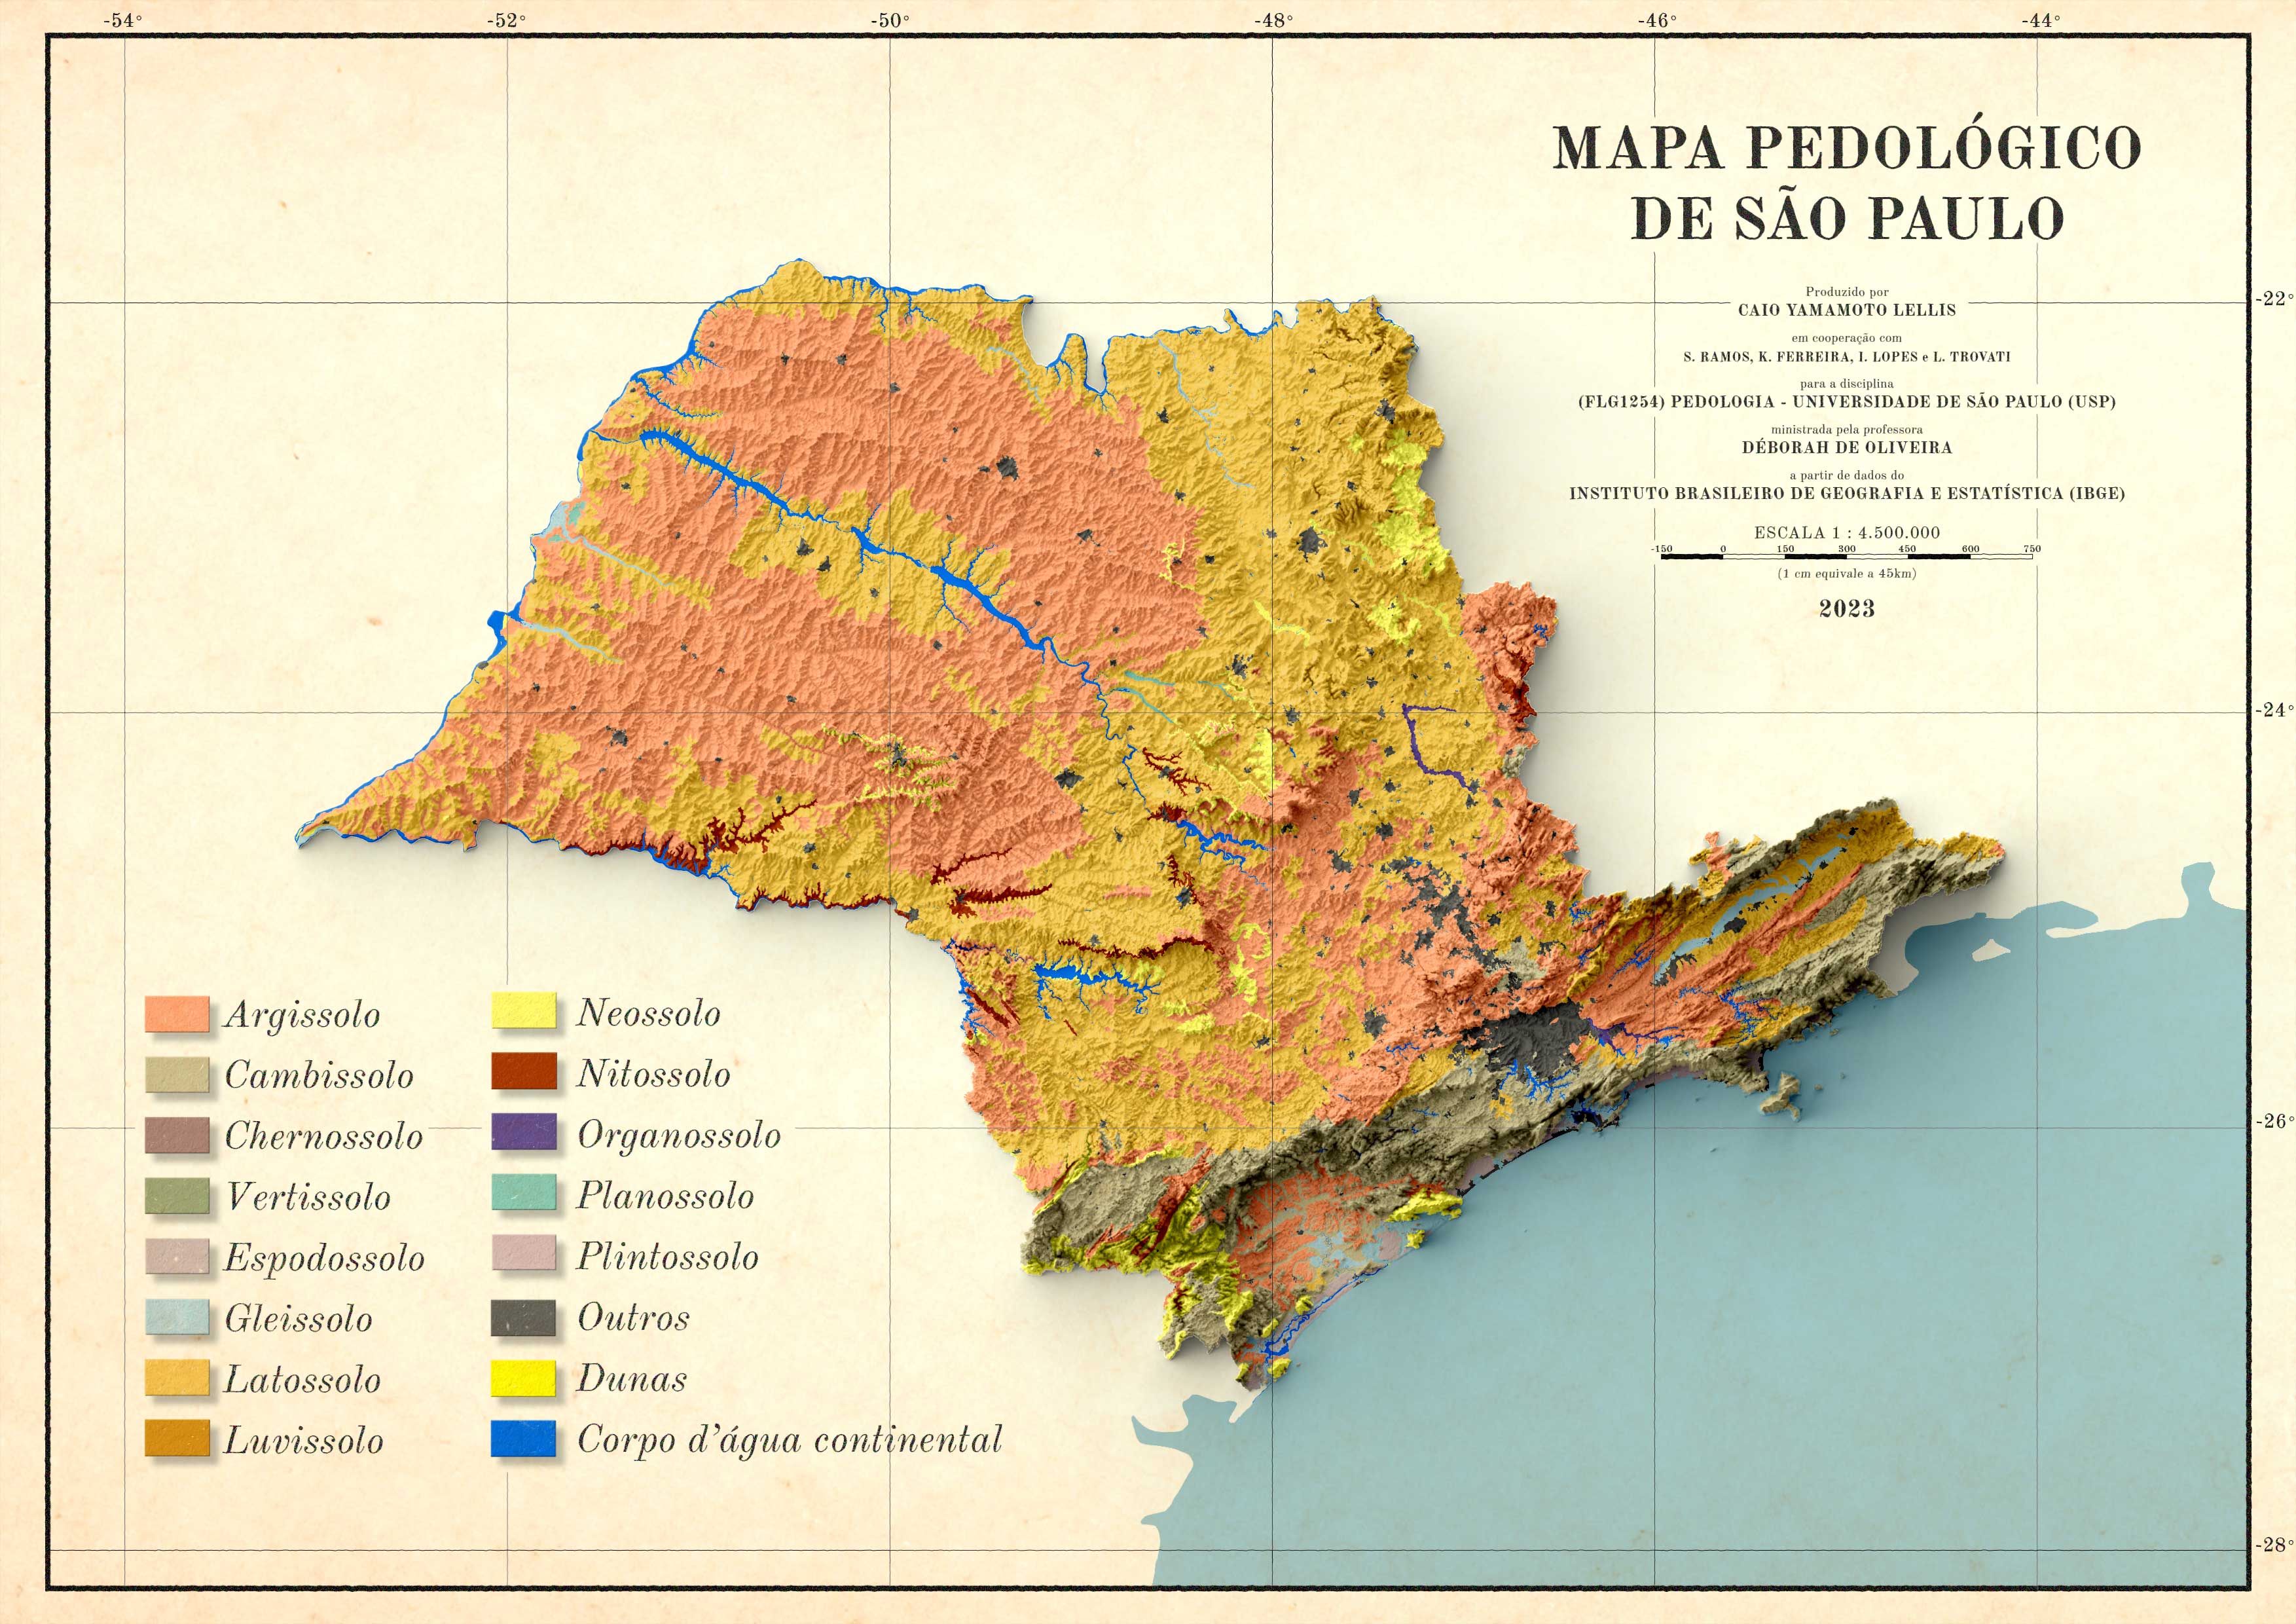 -54° -52° -50° -48° -46° -44°
MAPA PEDOLÓGICO
DE SÃO PAULO
-22°
Produzido por
CAIO YAMAMOTO LELLIS
em cooperação com
S. RAMOS, K. FERREIRA, I. LOPES e L. TROVATI
para a disciplina
(FLG1254) PEDOLOGIA - UNIVERSIDADE DE SÃO PAULO (USP)
ministrada pela professora
DÉBORAH DE OLIVEIRA
a partir de dados do
INSTITUTO BRASILEIRO DE GEOGRAFIA E ESTATÍSTICA (IBGE)
ESCALA 1 : 4.500.000
-150 0 150 300 450 600 750
(1 cm equivale a 45km)
2023
-24°
-26°
-28°
Argissolo
Cambissolo
Chernossolo
Vertissolo
Espodossolo
Gleissolo
Latossolo
Luvissolo
Neossolo
Nitossolo
Organossolo
Planossolo
Plintossolo
Outros
Dunas
Corpo d'água continental